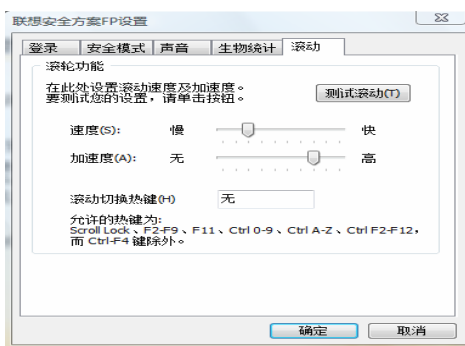 联想安全方案FP设置
登录 安全模式 声音 生物统计 滚动
滚轮功能
在此处设置滚动速度及加速度。
要测试您的设置，请单击按钮。
测试滚动(T)
速度(S): 慢 快
加速度(A): 无 高
滚动切换热键(H) 无
允许的热键为:
Scroll Lock、F2-F9、F11、Ctrl 0-9、Ctrl A-Z、Ctrl F2-F12，
而 Ctrl-F4 键除外。
确定 取消